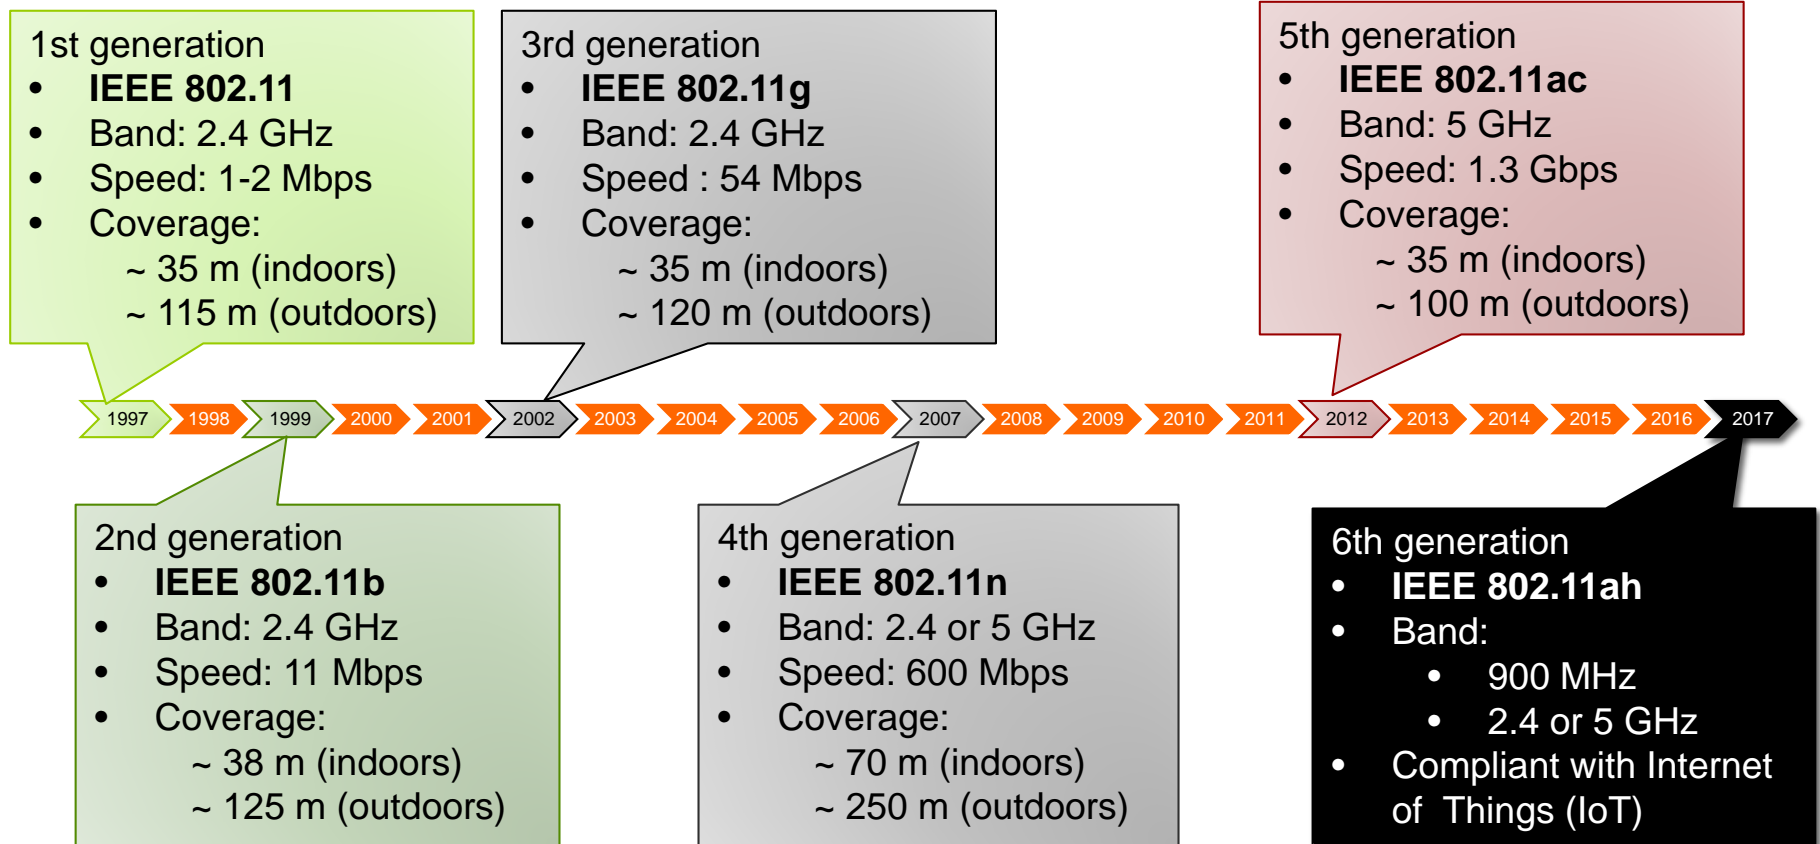 1st generation
• IEEE 802.11
• Band: 2.4 GHz
• Speed: 1-2 Mbps
• Coverage:
~ 35 m (indoors)
~ 115 m (outdoors)
3rd generation
• IEEE 802.11g
• Band: 2.4 GHz
• Speed : 54 Mbps
• Coverage:
~ 35 m (indoors)
~ 120 m (outdoors)
5th generation
• IEEE 802.11ac
• Band: 5 GHz
• Speed: 1.3 Gbps
• Coverage:
~ 35 m (indoors)
~ 100 m (outdoors)
1997 1998 1999 2000 2001 2002 2003 2004 2005 2006 2007 2008 2009 2010 2011 2012 2013 2014 2015 2016 2017
2nd generation
• IEEE 802.11b
• Band: 2.4 GHz
• Speed: 11 Mbps
• Coverage:
~ 38 m (indoors)
~ 125 m (outdoors)
4th generation
• IEEE 802.11n
• Band: 2.4 or 5 GHz
• Speed: 600 Mbps
• Coverage:
~ 70 m (indoors)
~ 250 m (outdoors)
6th generation
• IEEE 802.11ah
• Band:
• 900 MHz
• 2.4 or 5 GHz
• Compliant with Internet
of Things (IoT)